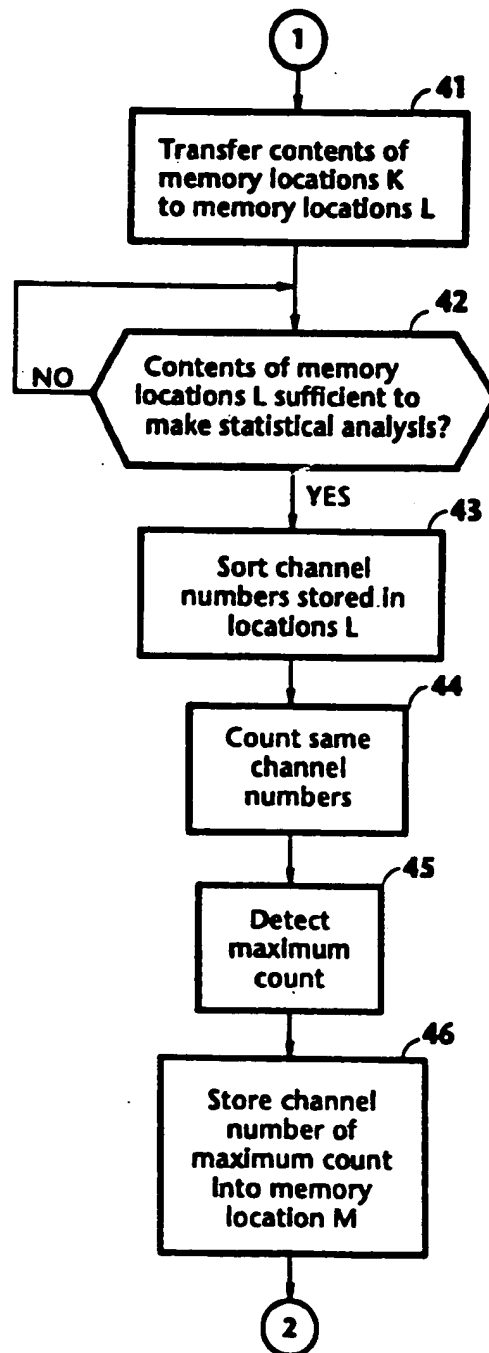 1
41
Transfer contents of
memory locations K
to memory locations L
42
Contents of memory
locations L sufficient to
make statistical analysis?
NO
YES
43
Sort channel
numbers stored in
locations L
44
Count same
channel
numbers
45
Detect
maximum
count
46
Store channel
number of
maximum count
into memory
location M
2